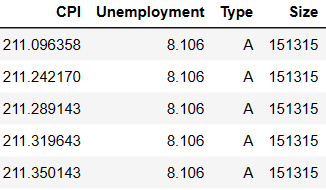 CPI Unemployment Type Size
211.096358 8.106 A 151315
211.242170 8.106 A 151315
211.289143 8.106 A 151315
211.319643 8.106 A 151315
211.350143 8.106 A 151315